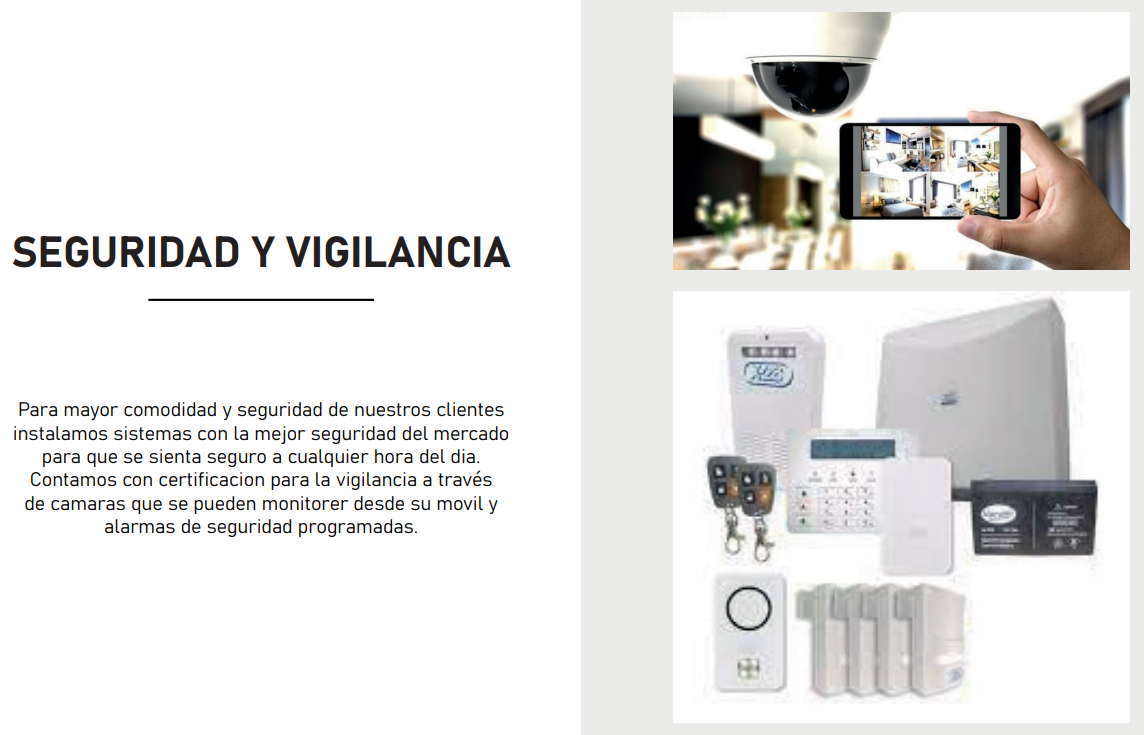 SEGURIDAD Y VIGILANCIA
Para mayor comodidad y seguridad de nuestros clientes
instalamos sistemas con la mejor seguridad del mercado
para que se sienta seguro a cualquier hora del dia.
Contamos con certificacion para la vigilancia a través
de camaras que se pueden monitorer desde su movil y
alarmas de seguridad programadas.